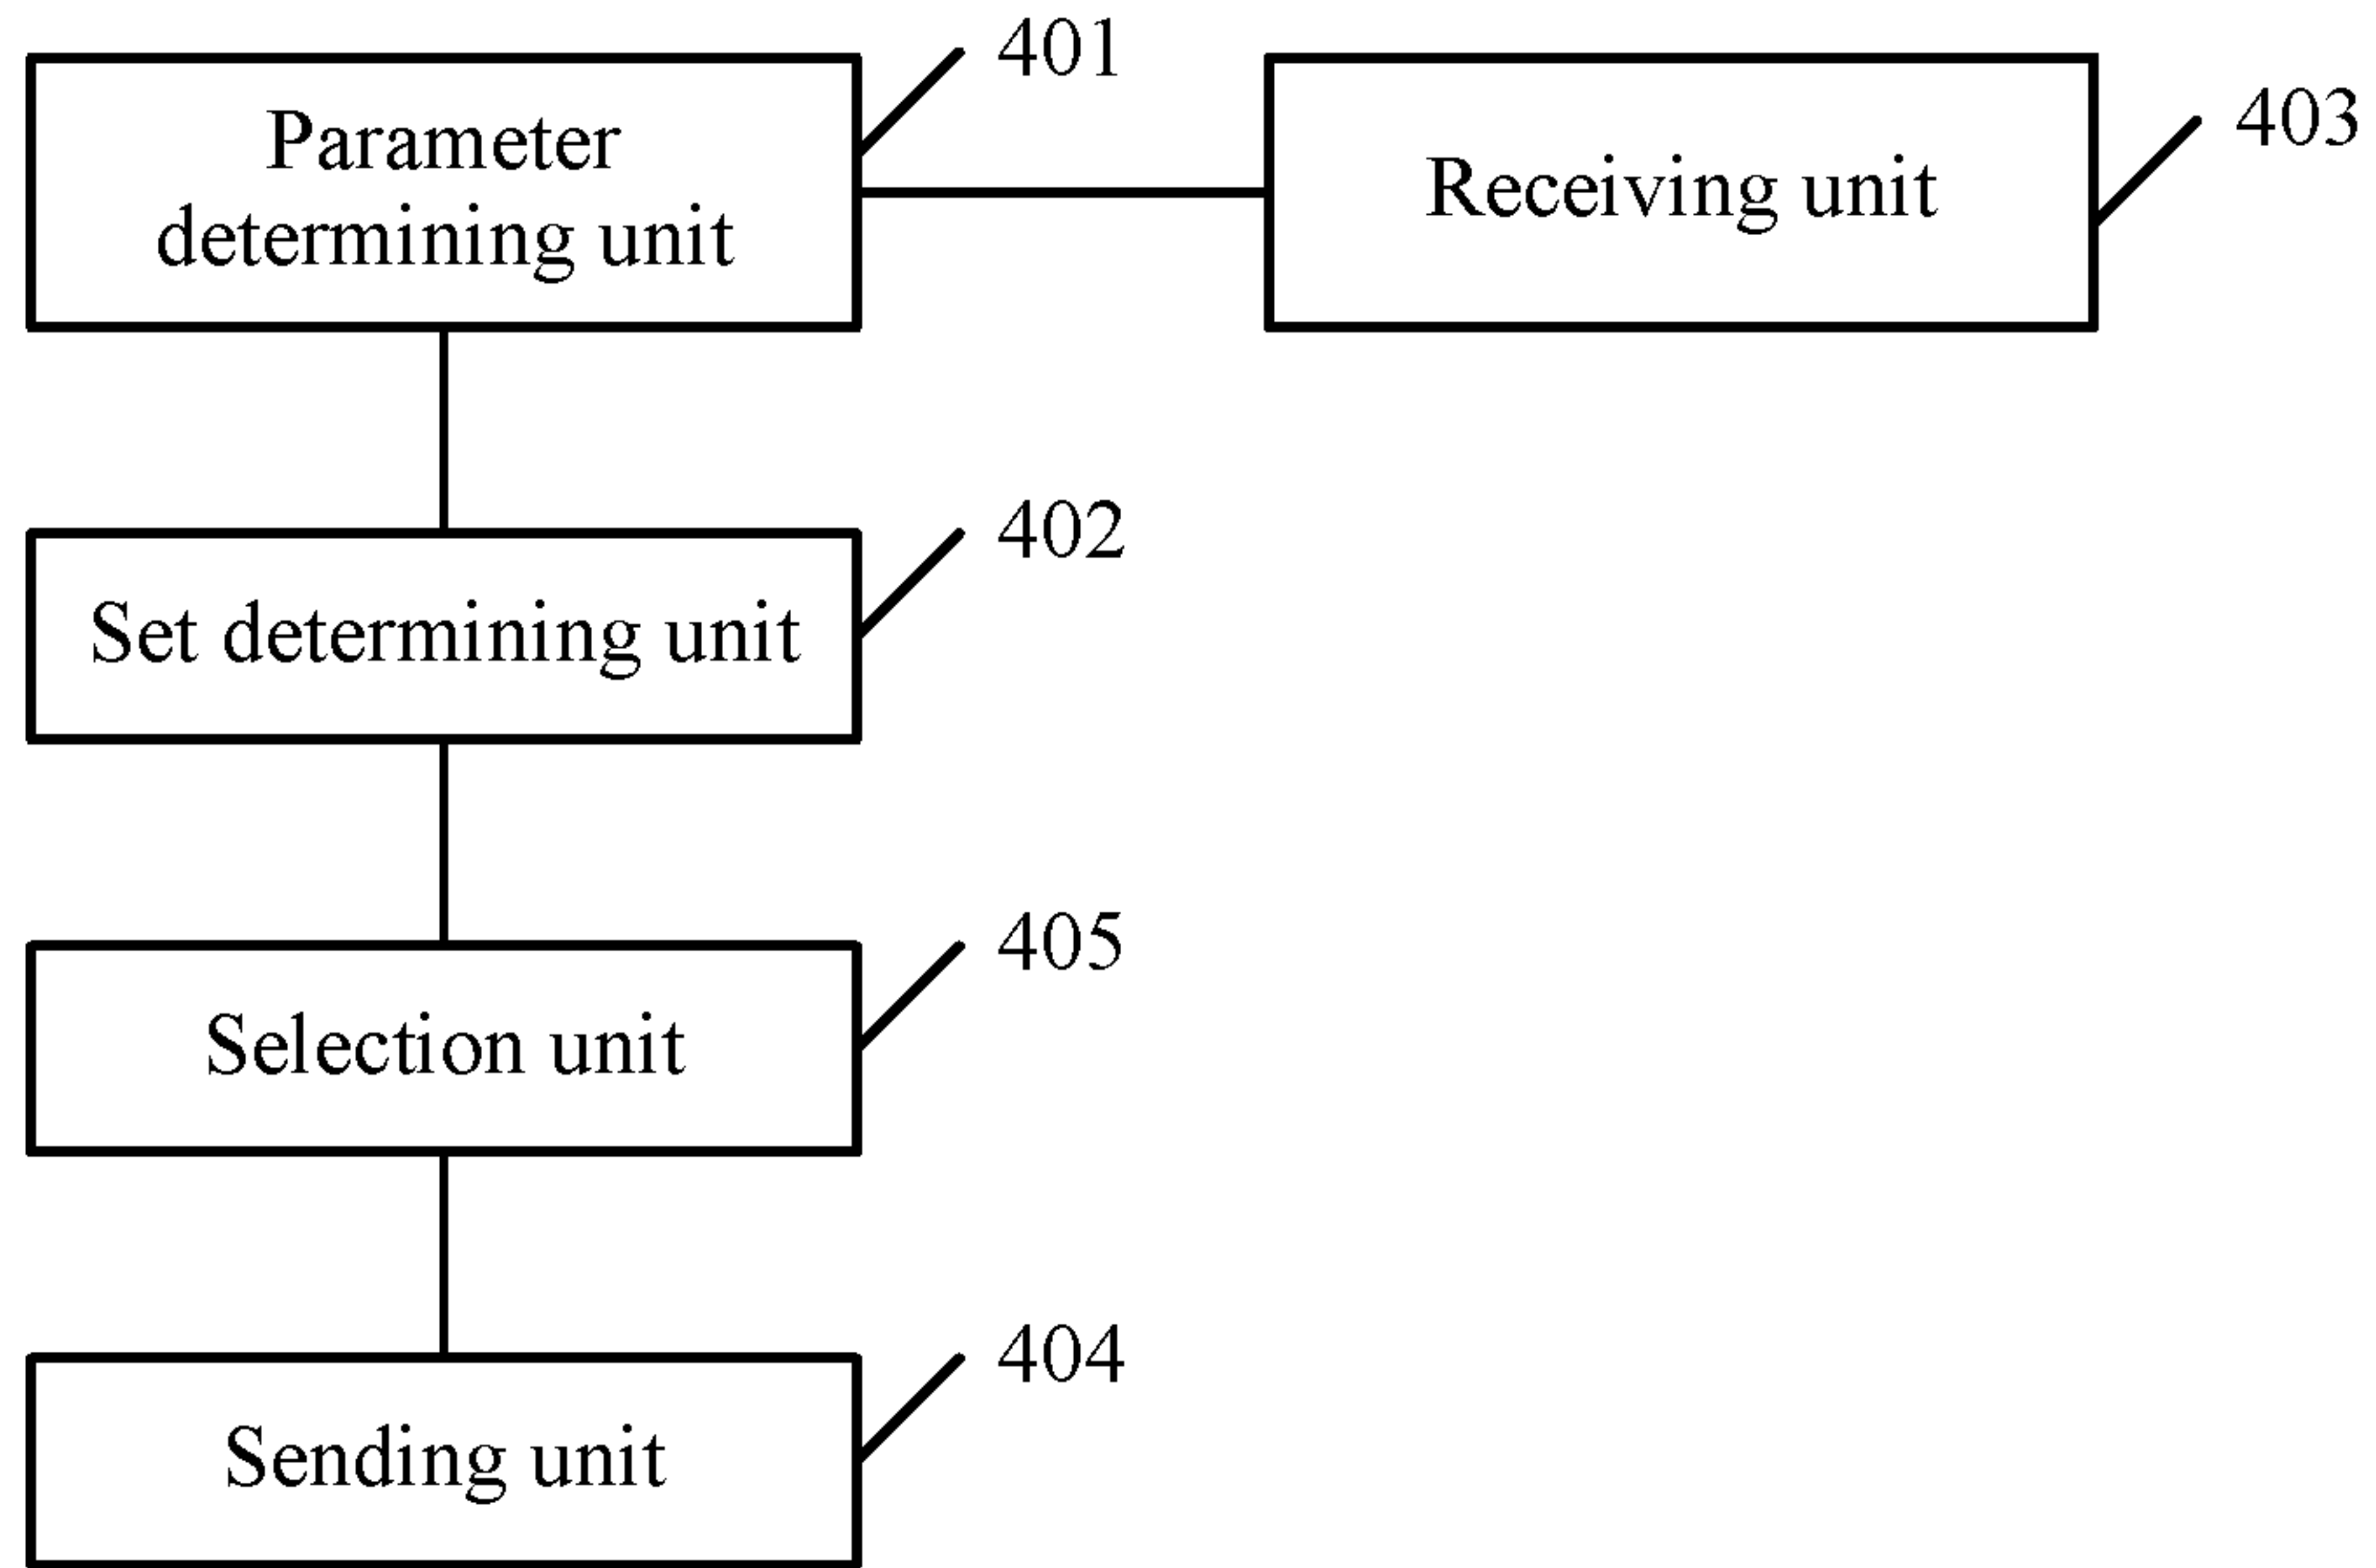 401
Parameter
determining unit
Receiving unit
403
402
Set determining unit
405
Selection unit
404
Sending unit